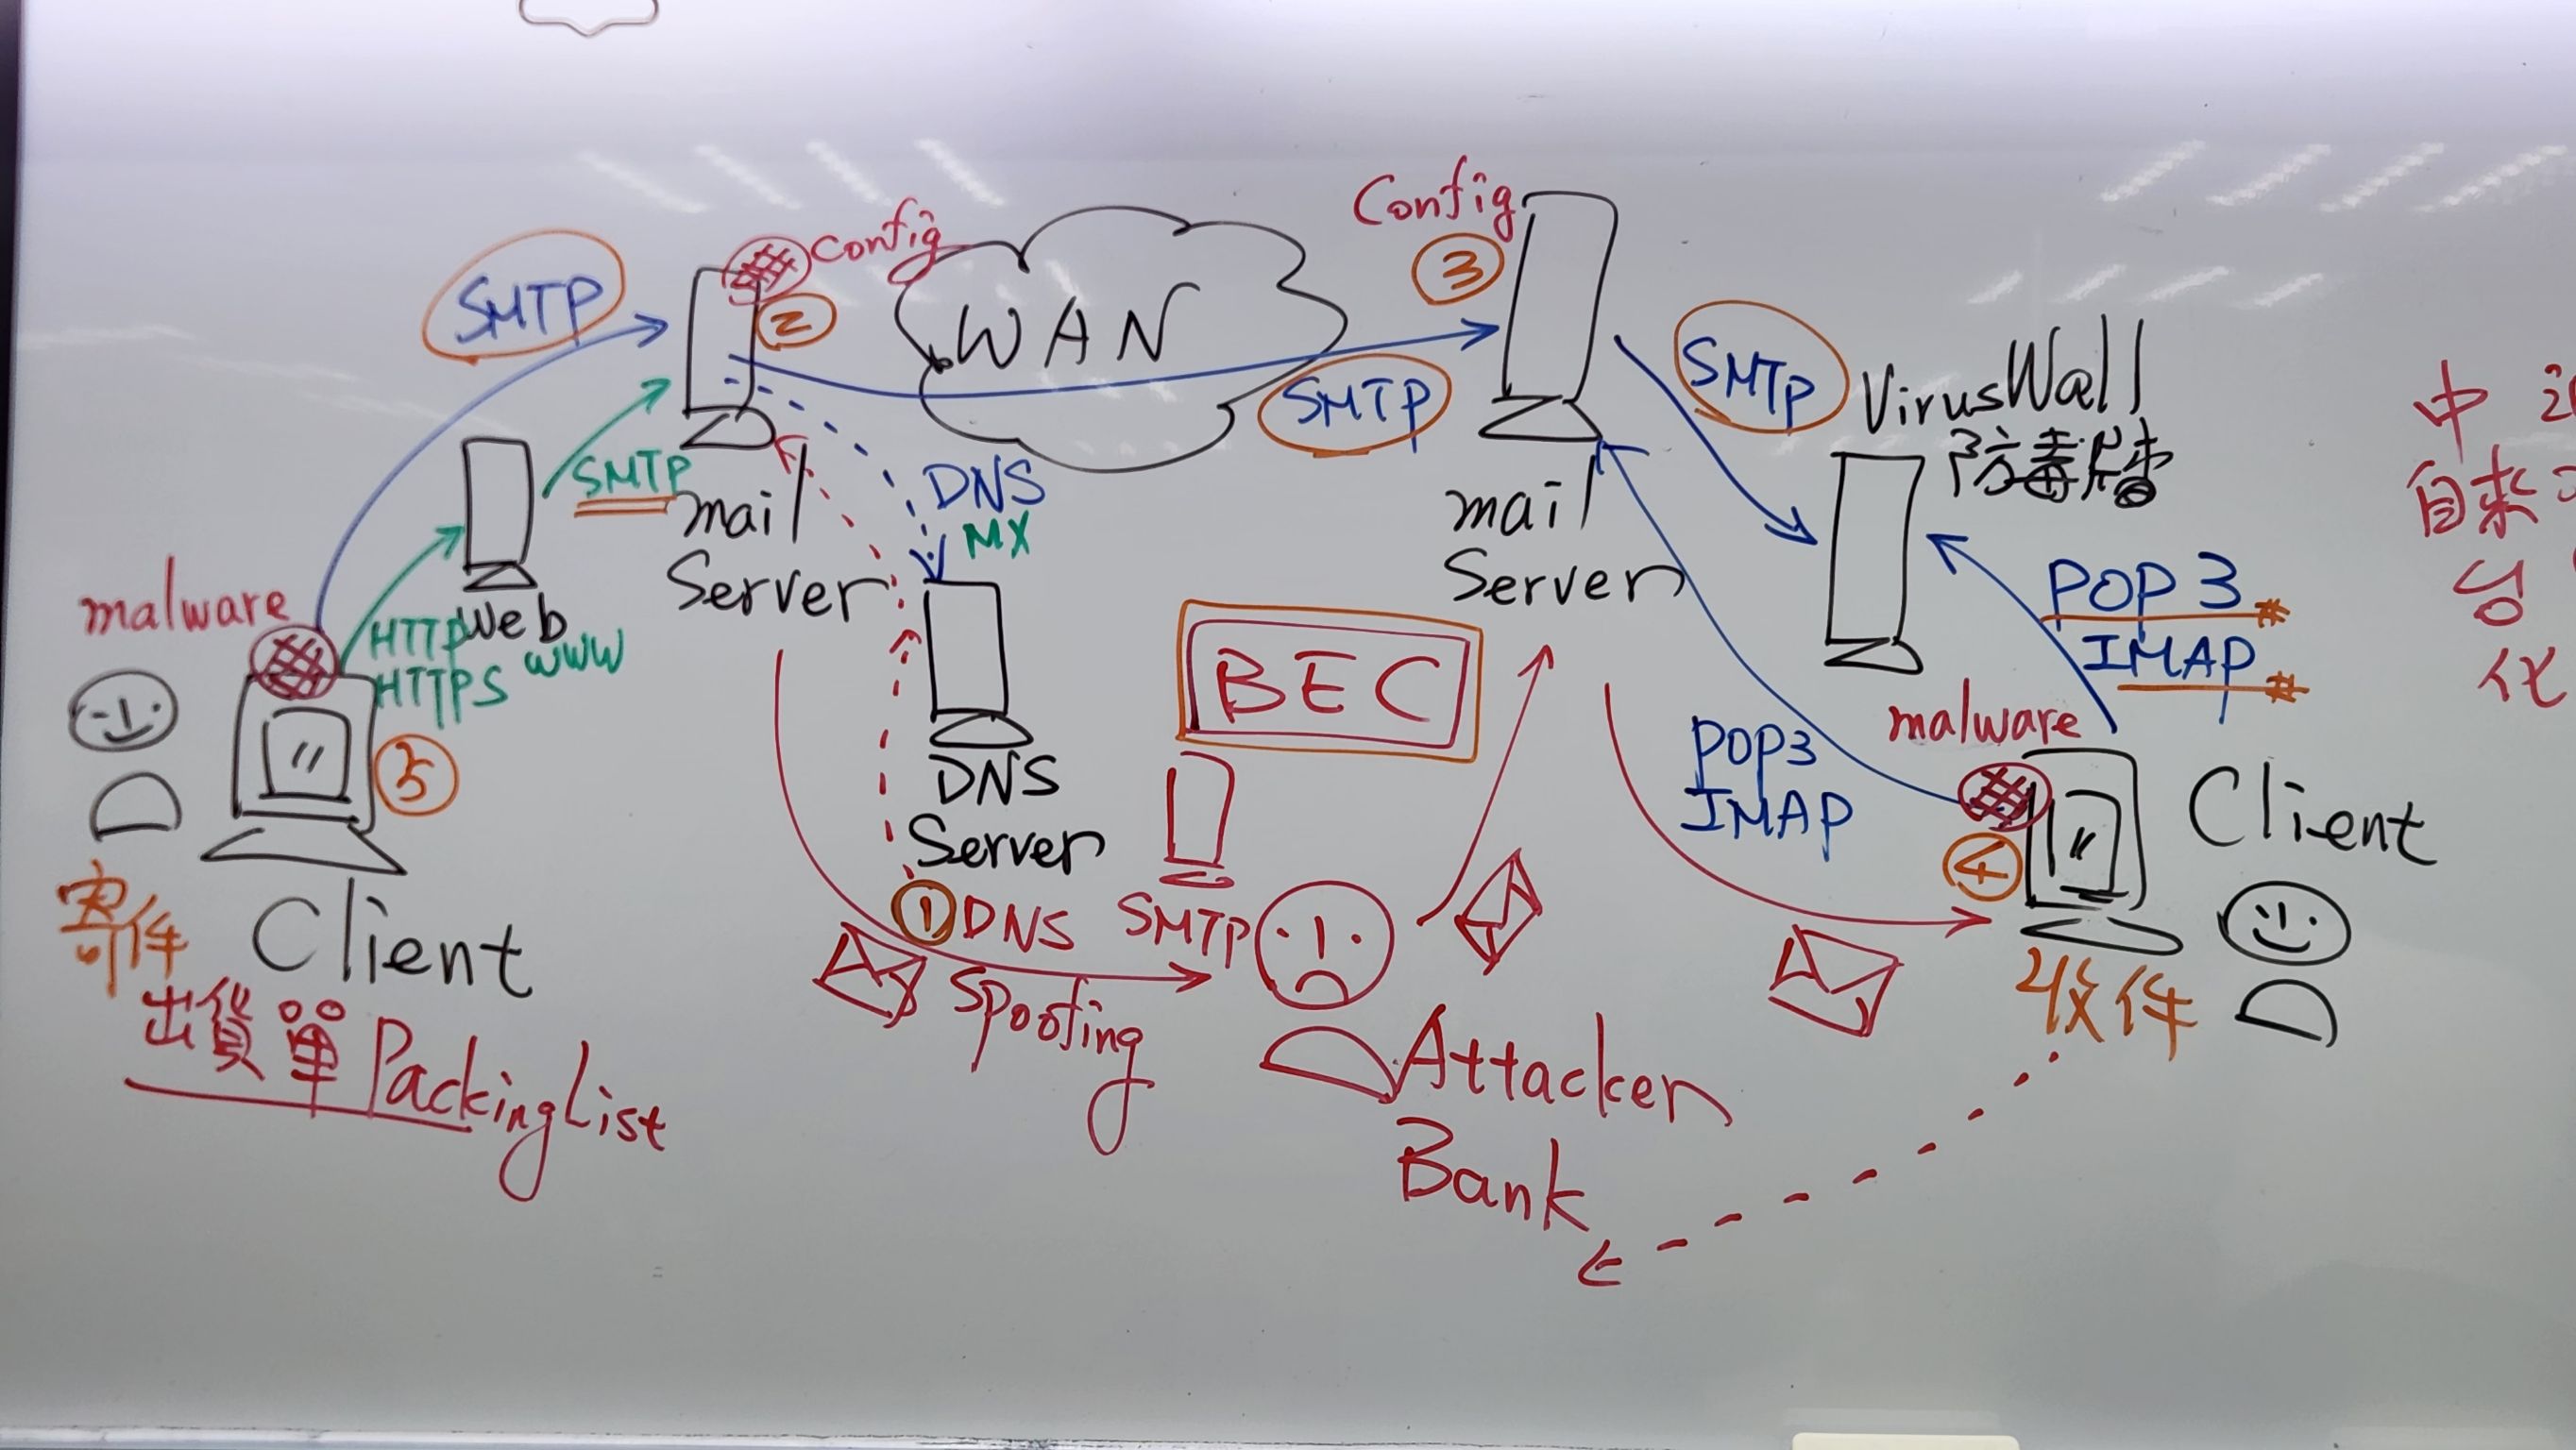 SMTP
Config
2
WAN
Config
3
SMTP
SMTP
VirusWall
防毒牆
SMTP
mail
Server
DNS
MX
mail
Server
POP3
IMAP
malware
Web
HTTP
HTTPS
WWW
5
BEC
DNS
Server
POP3
IMAP
malware
4
Client
寄件
Client
1 DNS
Spoofing
SMTP
Attacker
Bank
收件
出貨單 PackingList
中
自來
台
化